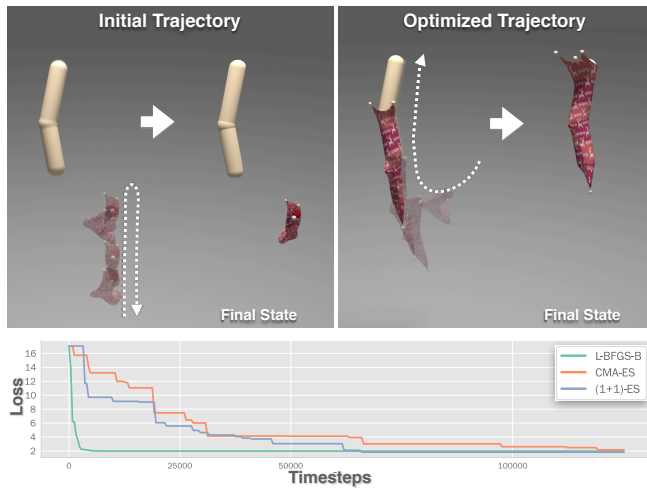 Initial Trajectory
Optimized Trajectory
Final State
Final State
Loss
16
14
12
10
8
6
4
2
0
25000
50000
100000
Timesteps
L-BFGS-B
CMA-ES
(1+1)-ES